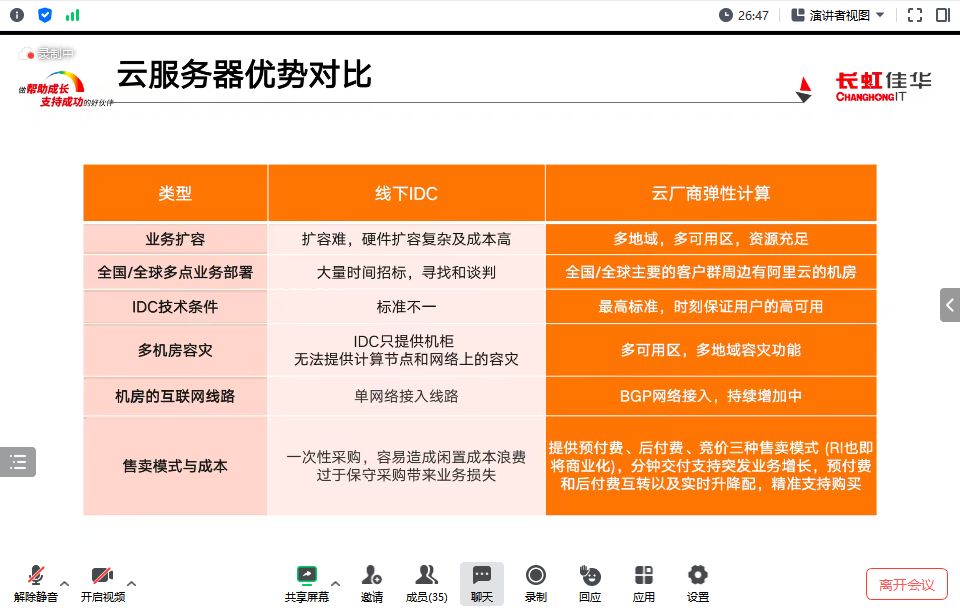 26:47
演讲者视图
录制中
做帮助成长
支持成功的好伙伴
云服务器优势对比
长虹佳华
CHANGHONGIT
类型
线下IDC
云厂商弹性计算
业务扩容
扩容难，硬件扩容复杂及成本高
多地域，多可用区，资源充足
全国/全球多点业务部署
大量时间招标，寻找和谈判
全国/全球主要的客户群周边有阿里云的机房
IDC技术条件
标准不一
最高标准，时刻保证用户的高可用
多机房容灾
IDC只提供机柜
无法提供计算节点和网络上的容灾
多可用区，多地域容灾功能
机房的互联网线路
单网络接入线路
BGP网络接入，持续增加中
售卖模式与成本
一次性采购，容易造成闲置成本浪费
过于保守采购带来业务损失
提供预付费、后付费、竞价三种售卖模式 (RI也即
将商业化)，分钟交付支持突发业务增长，预付费
和后付费互转以及实时升降配，精准支持购买
解除静音
开启视频
共享屏幕
邀请
成员(35)
聊天
录制
回应
应用
设置
离开会议